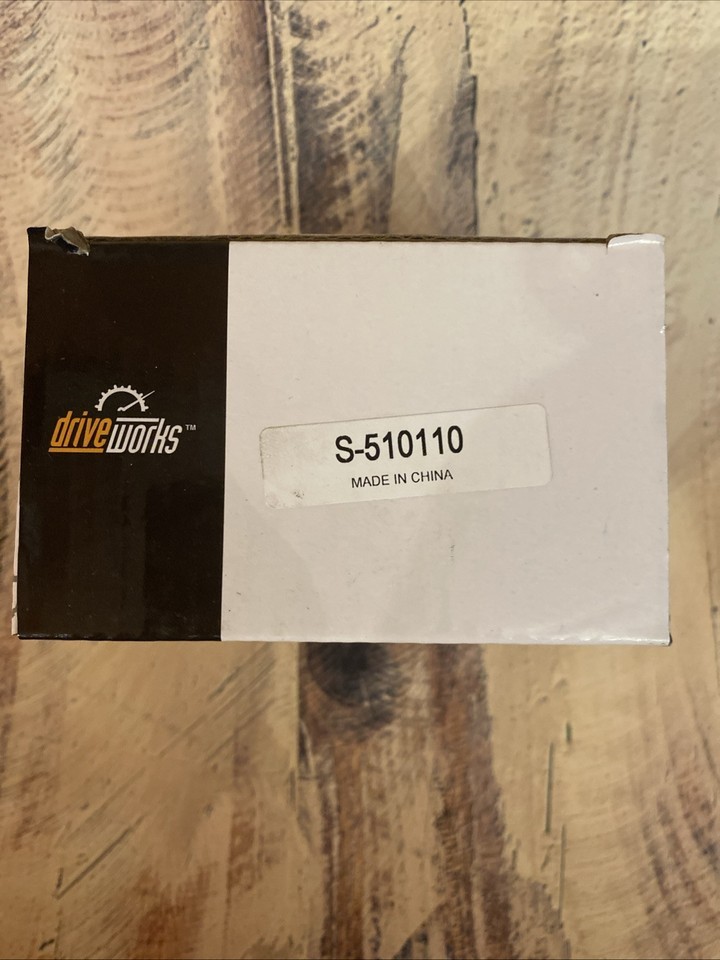 driveworks™
S-510110
MADE IN CHINA